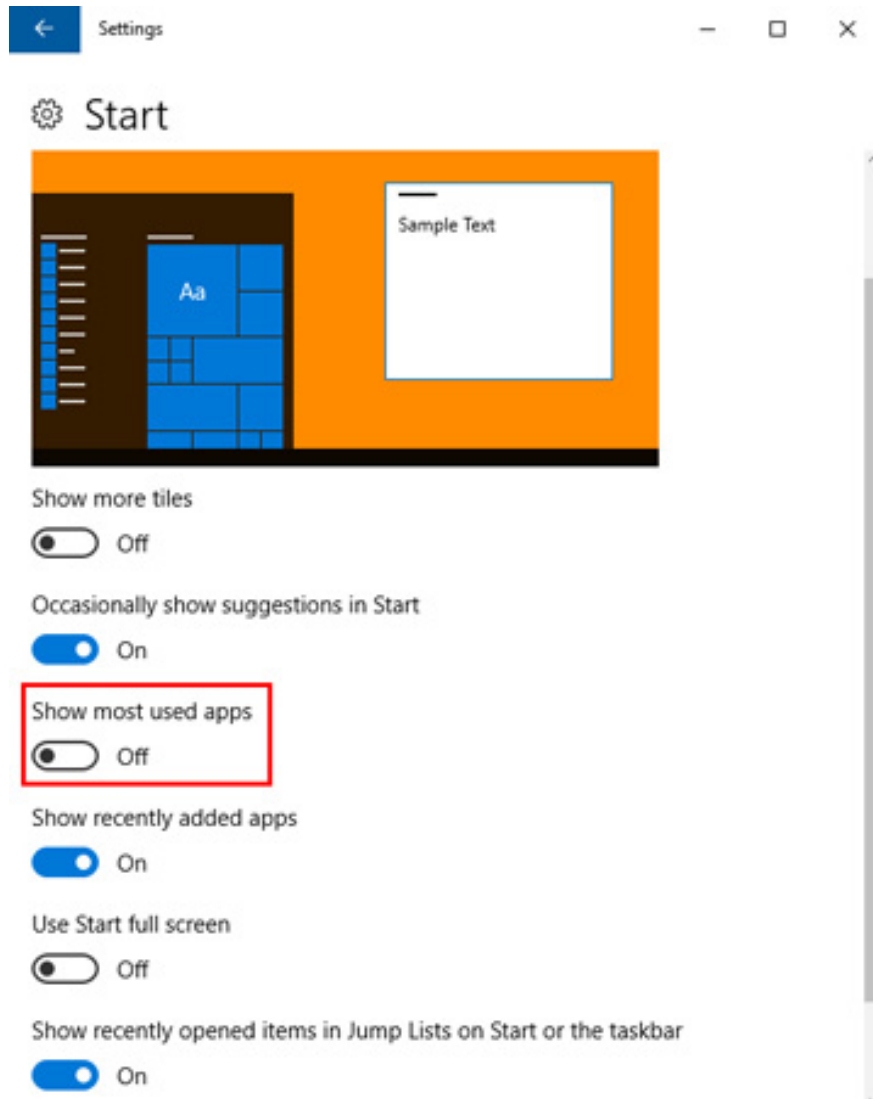 Settings
Start
Sample Text
Aa
Show more tiles
Off
Occasionally show suggestions in Start
On
Show most used apps
Off
Show recently added apps
On
Use Start full screen
Off
Show recently opened items in Jump Lists on Start or the taskbar
On